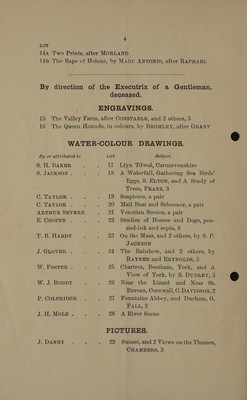 4
LOT
14A Two Prints, after MORLAND
14B The Rape of Helene, by MARC ANTONIO, after RAPHAEL
By direction of the Executrix of a Gentleman,
deceased.
ENGRAVINGS.
15 The Valley Farm, after CONSTABLE, and 2 others, 3
16 The Quorn Hounds, in colours, by BROMLEY, after GRANT
WATER-COLOUR DRAWINGS.
By or attributed to LOT Subject.
S. H. BAKER . . 17 Llyn 'Idwal, Carnarvonshire
S. JACKSON . . . 18 A Waterfall, Gathering Sea Birds'
Eggs, S. ELTON, and A Study of
Trees, FRANZ, 3
C. TAYLOR . . . 19 Seapieces, a pair
C. TAYLOR . . . 20 Mail Boat and Schooner, a pair
ARTHUR SEVERN . 21 Venetian Scenes, a pair
E. COOPER . . . 22 Studies of Horses and Dogs, pen-
and-ink and sepia, 8
T. B. HARDY . . 23 On the Maas, and 2 others, by S. P.
JACKSON
J. GLOVER . . . 24 The Rainbow, and 2 others, by
HAYNES and REYNOLDS, 3
W. FOSTER . . . 25 Chartres, Bootham, York, and A
View of York, by S. DUDLEY, 3
W. J. BODDY . . 26 Near the Lizard and Near St.
Buryan, Cornwall, C. DAVIDSON, 2
P. COLERIDGE . . 27 Fountains Abbey, and Durham, G.
FALL, 2
J. H. MOLE . . . 28 A River Scene
PICTURES.
J. DANBY . . . 29 Sunset, and 2 Views on the Thames,
CHAMBERS, 3